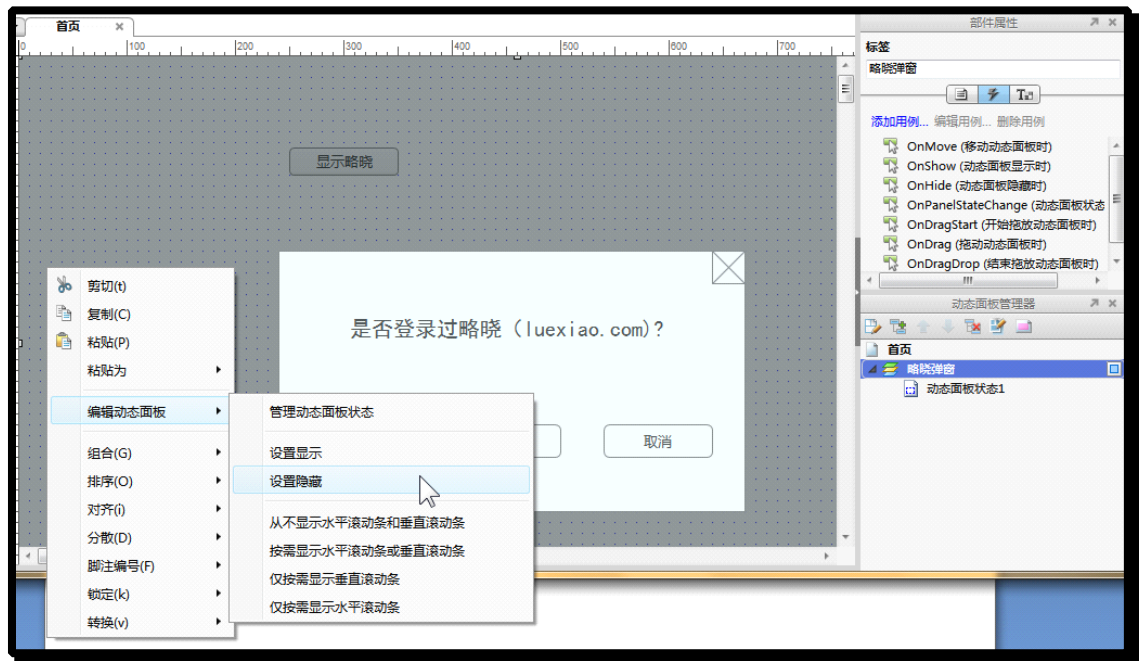 首页
0
100
200
300
400
500
600
700
显示略晓
是否登录过略晓（luexiao.com)?
取消
剪切(t)
复制(C)
粘贴(P)
粘贴为
编辑动态面板
组合(G)
排序(O)
对齐(i)
分散(D)
脚注编号(F)
锁定(k)
转换(v)
管理动态面板状态
设置显示
设置隐藏
从不显示水平滚动条和垂直滚动条
按需显示水平滚动条或垂直滚动条
仅按需显示垂直滚动条
仅按需显示水平滚动条
部件属性
标签
略晓弹窗
添加用例... 编辑用例... 删除用例
OnMove (移动动态面板时)
OnShow (动态面板显示时)
OnHide (动态面板隐藏时)
OnPanelStateChange (动态面板状态
OnDragStart (开始拖放动态面板时)
OnDrag (拖动动态面板时)
OnDragDrop (结束拖放动态面板时)
动态面板管理器
首页
略晓弹窗
动态面板状态1